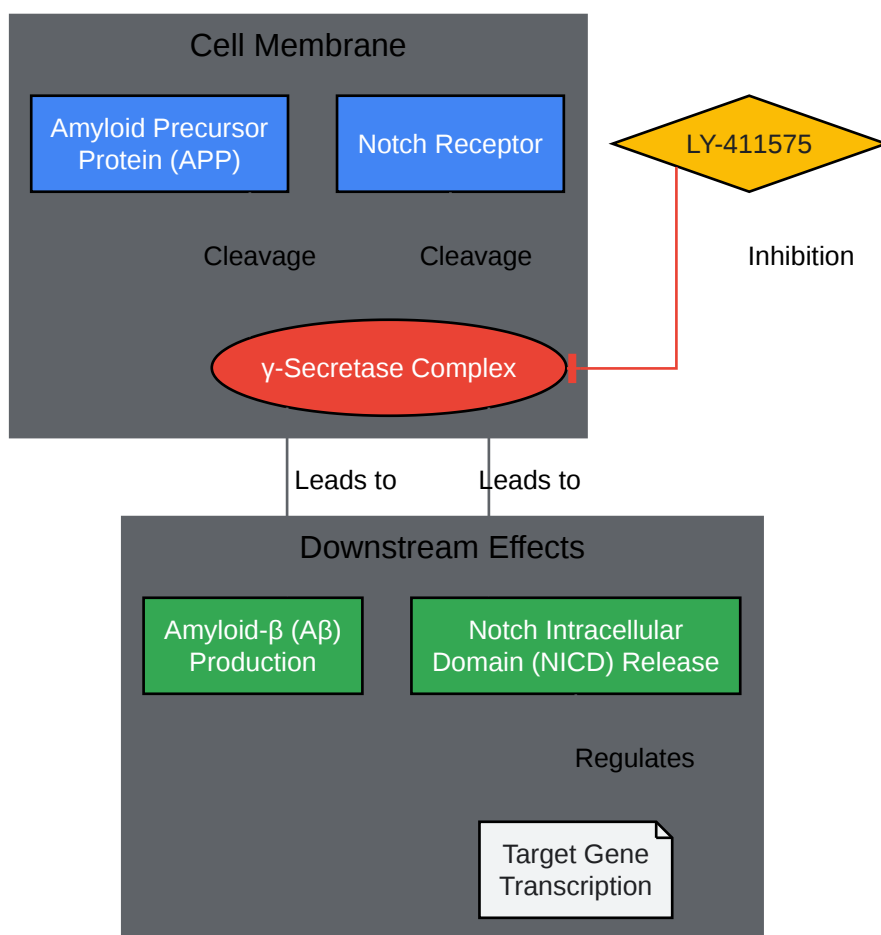 Cell Membrane
Amyloid Precursor
Protein (APP)
Notch Receptor
LY-411575
Cleavage
Cleavage
Inhibition
γ-Secretase Complex
Leads to
Leads to
Downstream Effects
Amyloid-β (Aβ)
Production
Notch Intracellular
Domain (NICD) Release
Regulates
Target Gene
Transcription